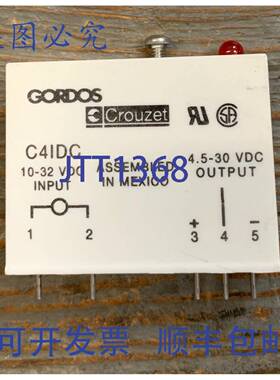 盗图必究
GORDOS
Crouzet
C4IDC
10-32 VDC
INPUT
ASSEMBLED
IN MEXICO
4.5-30 VDC
OUTPUT
JTT1368
1 2 + 3 4 - 5
可开发票 顺丰包邮